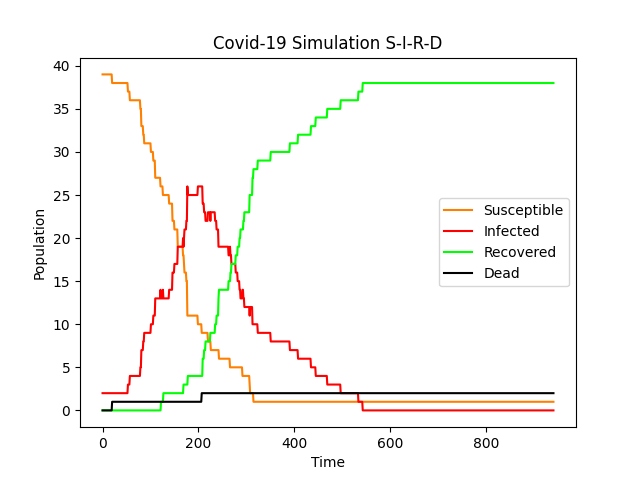 Covid-19 Simulation S-I-R-D
Population
40
35
30
25
20
15
10
5
0
Susceptible
Infected
Recovered
Dead
0 200 400 600 800
Time